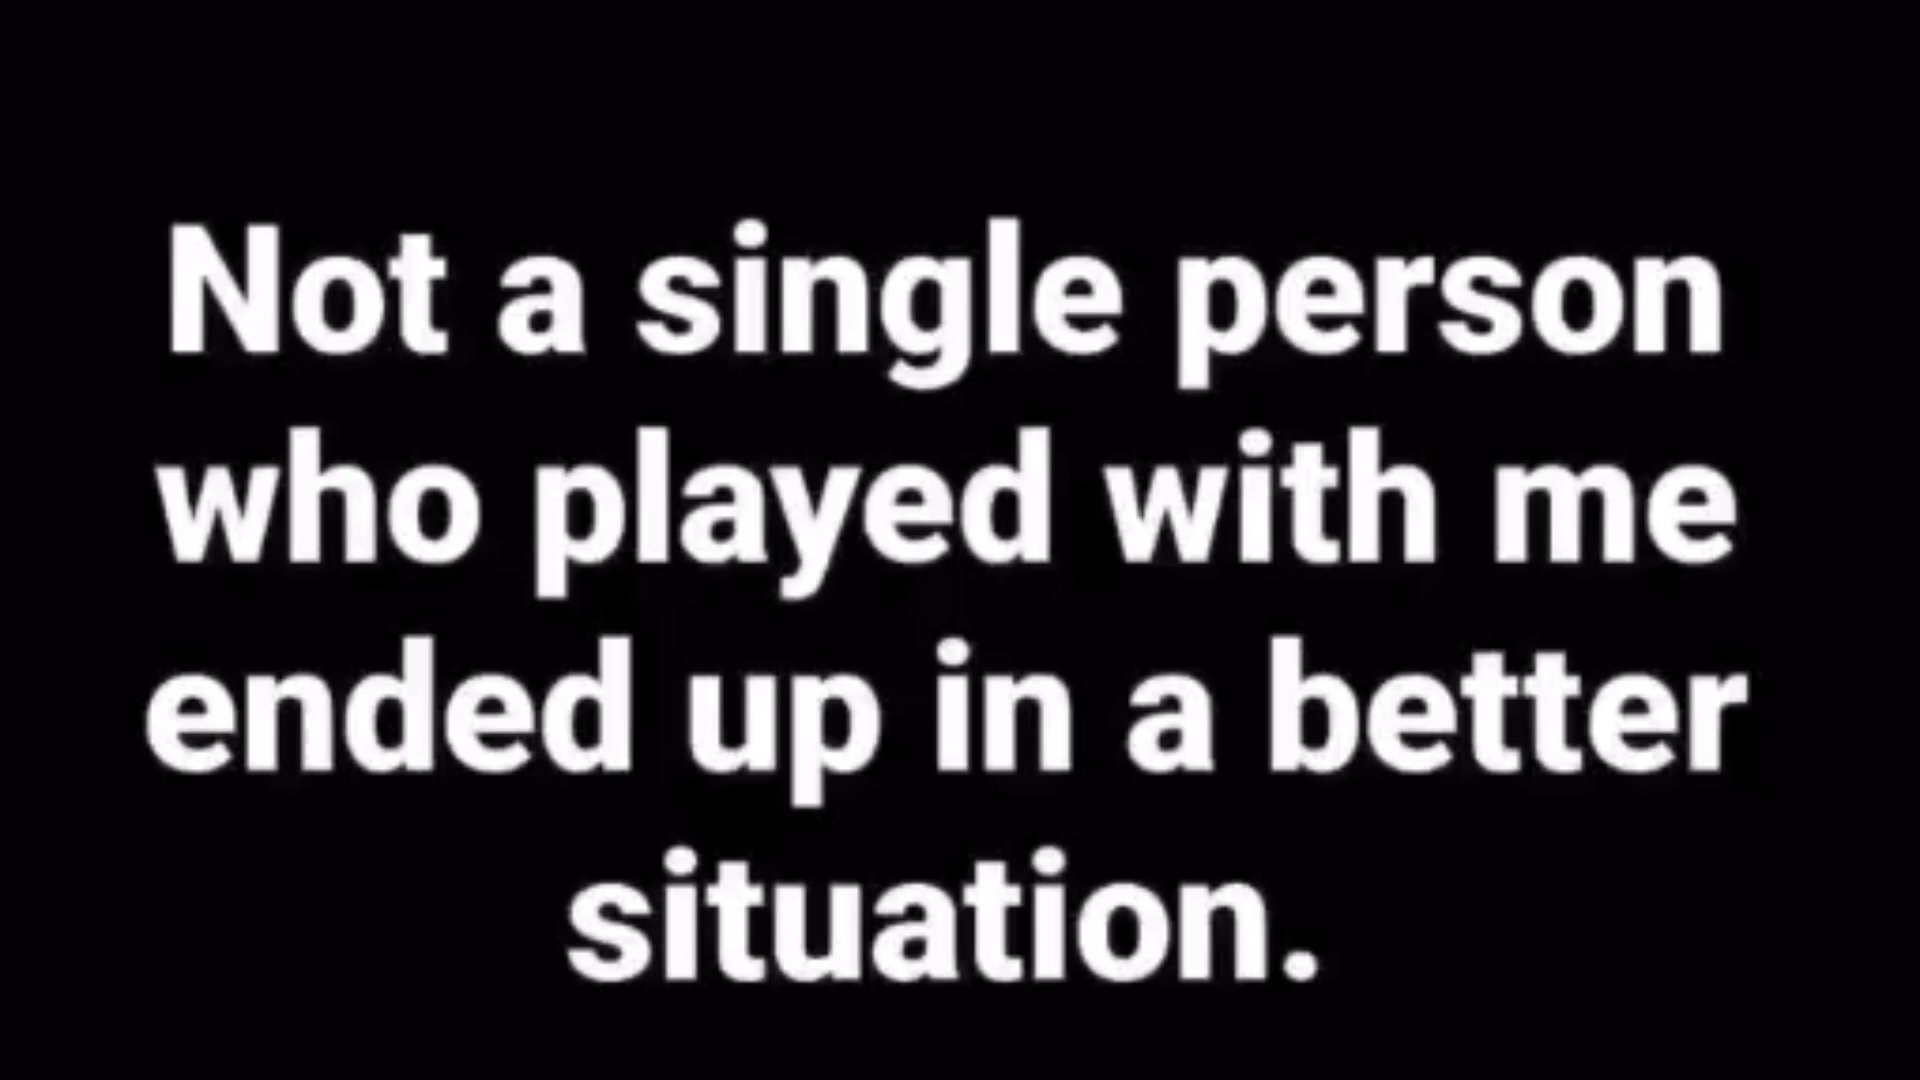 Not a single person
who played with me
ended up in a better
situation.